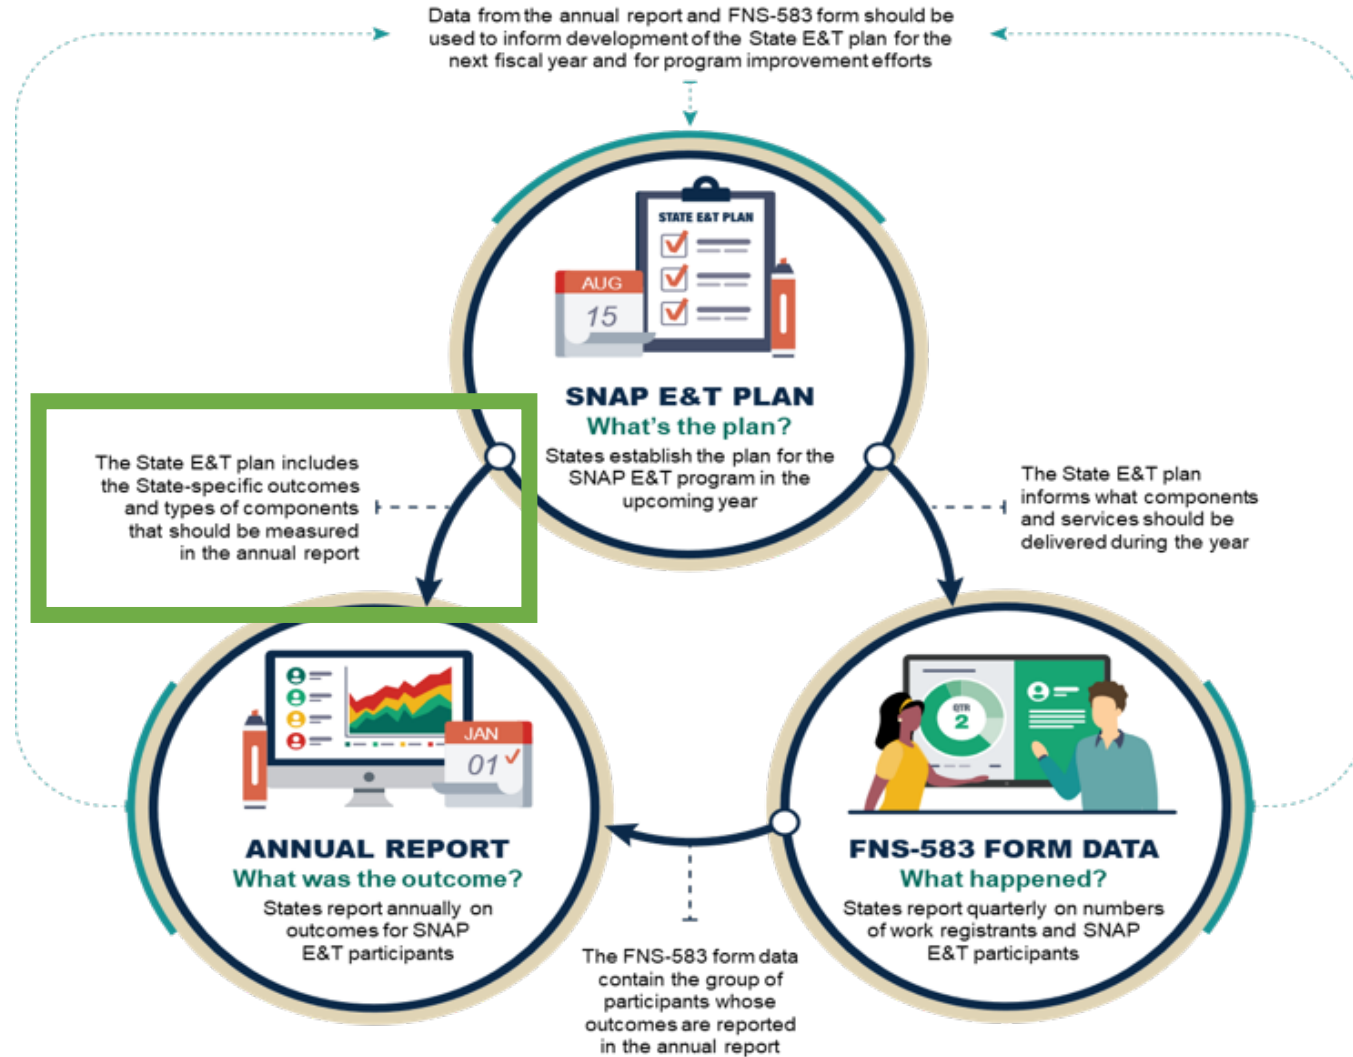 Data from the annual report and FNS-583 form should be
used to inform development of the State E&T plan for the
next fiscal year and for program improvement efforts
STATE E&T PLAN
AUG
15
SNAP E&T PLAN
What's the plan?
States establish the plan for the
SNAP E&T program in the
upcoming year
The State E&T plan includes
the State-specific outcomes
and types of components
that should be measured
in the annual report
The State E&T plan
informs what components
and services should be
delivered during the year
JAN
01
ANNUAL REPORT
What was the outcome?
States report annually on
outcomes for SNAP
E&T participants
QTR
2
FNS-583 FORM DATA
What happened?
States report quarterly on numbers
of work registrants and SNAP
E&T participants
The FNS-583 form data
contain the group of
participants whose
outcomes are reported
in the annual report